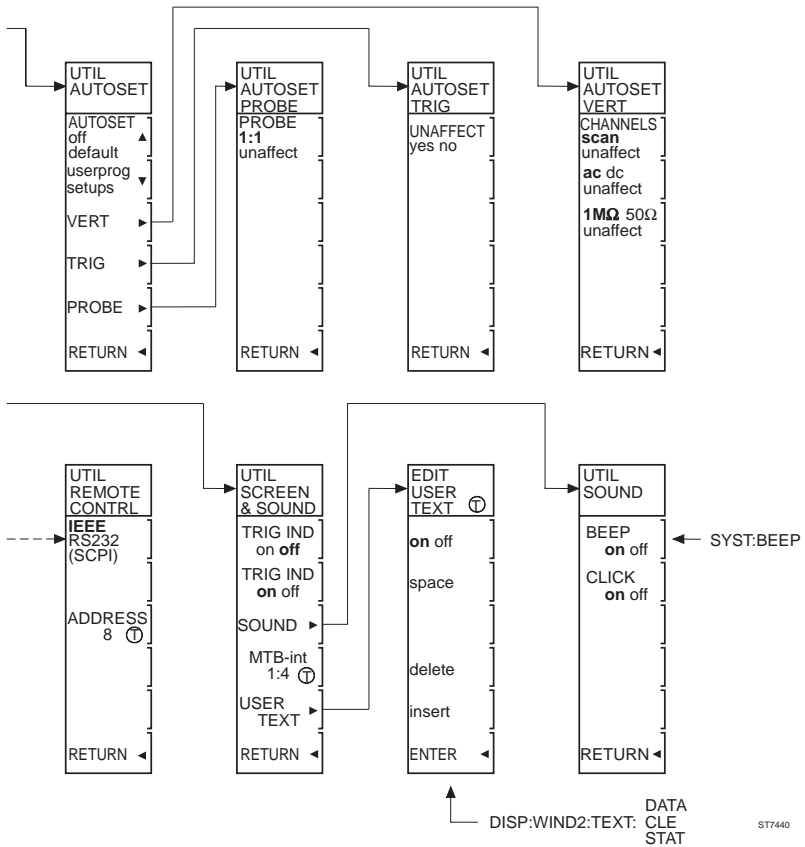 UTIL
AUTOSET
AUTOSET
off ▲
default
userprog
setups ▼
VERT ►
TRIG ►
PROBE ►
RETURN ◄
UTIL
AUTOSET
PROBE
PROBE
1:1
unaffect
RETURN ◄
UTIL
AUTOSET
TRIG
UNAFFECT
yes no
RETURN ◄
UTIL
AUTOSET
VERT
CHANNELS
scan
unaffect
ac dc
unaffect
1MΩ 50Ω
unaffect
RETURN ◄
UTIL
REMOTE
CONTRL
IEEE
RS232
(SCPI)
ADDRESS
8 Ⓣ
RETURN ◄
UTIL
SCREEN
& SOUND
TRIG IND
on off
TRIG IND
on off
SOUND ►
MTB-int
1:4 Ⓣ
USER ►
TEXT
RETURN ◄
EDIT
USER
TEXT Ⓣ
on off
space
delete
insert
ENTER ◄
UTIL
SOUND
BEEP
on off
CLICK
on off
RETURN ◄
SYST:BEEP
DISP:WIND2:TEXT:
DATA
CLE
STAT
ST7440